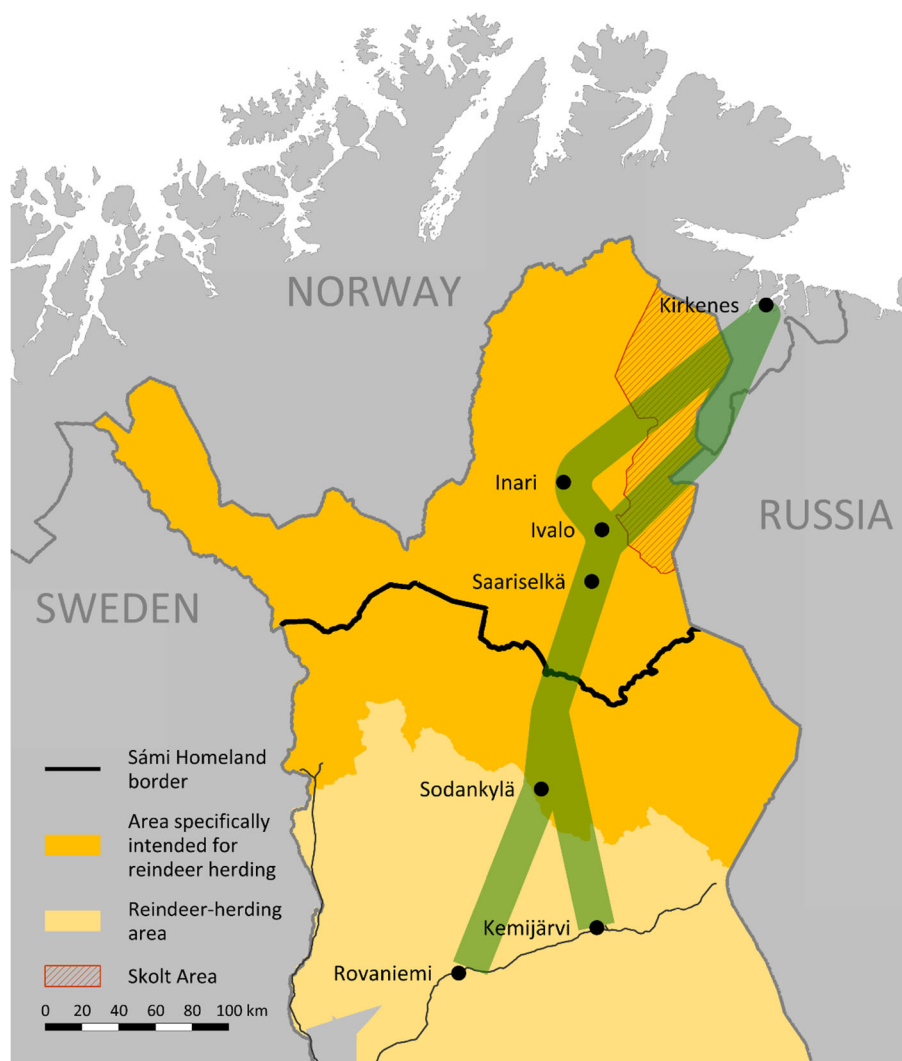 NORWAY
Kirkenes
Inari
Ivalo
RUSSIA
Saariselkä
SWEDEN
Sámi Homeland
border
Sodankylä
Area specifically
intended for
reindeer herding
Reindeer-herding
area
Kemijärvi
Skolt Area
Rovaniemi
0 20 40 60 80 100 km